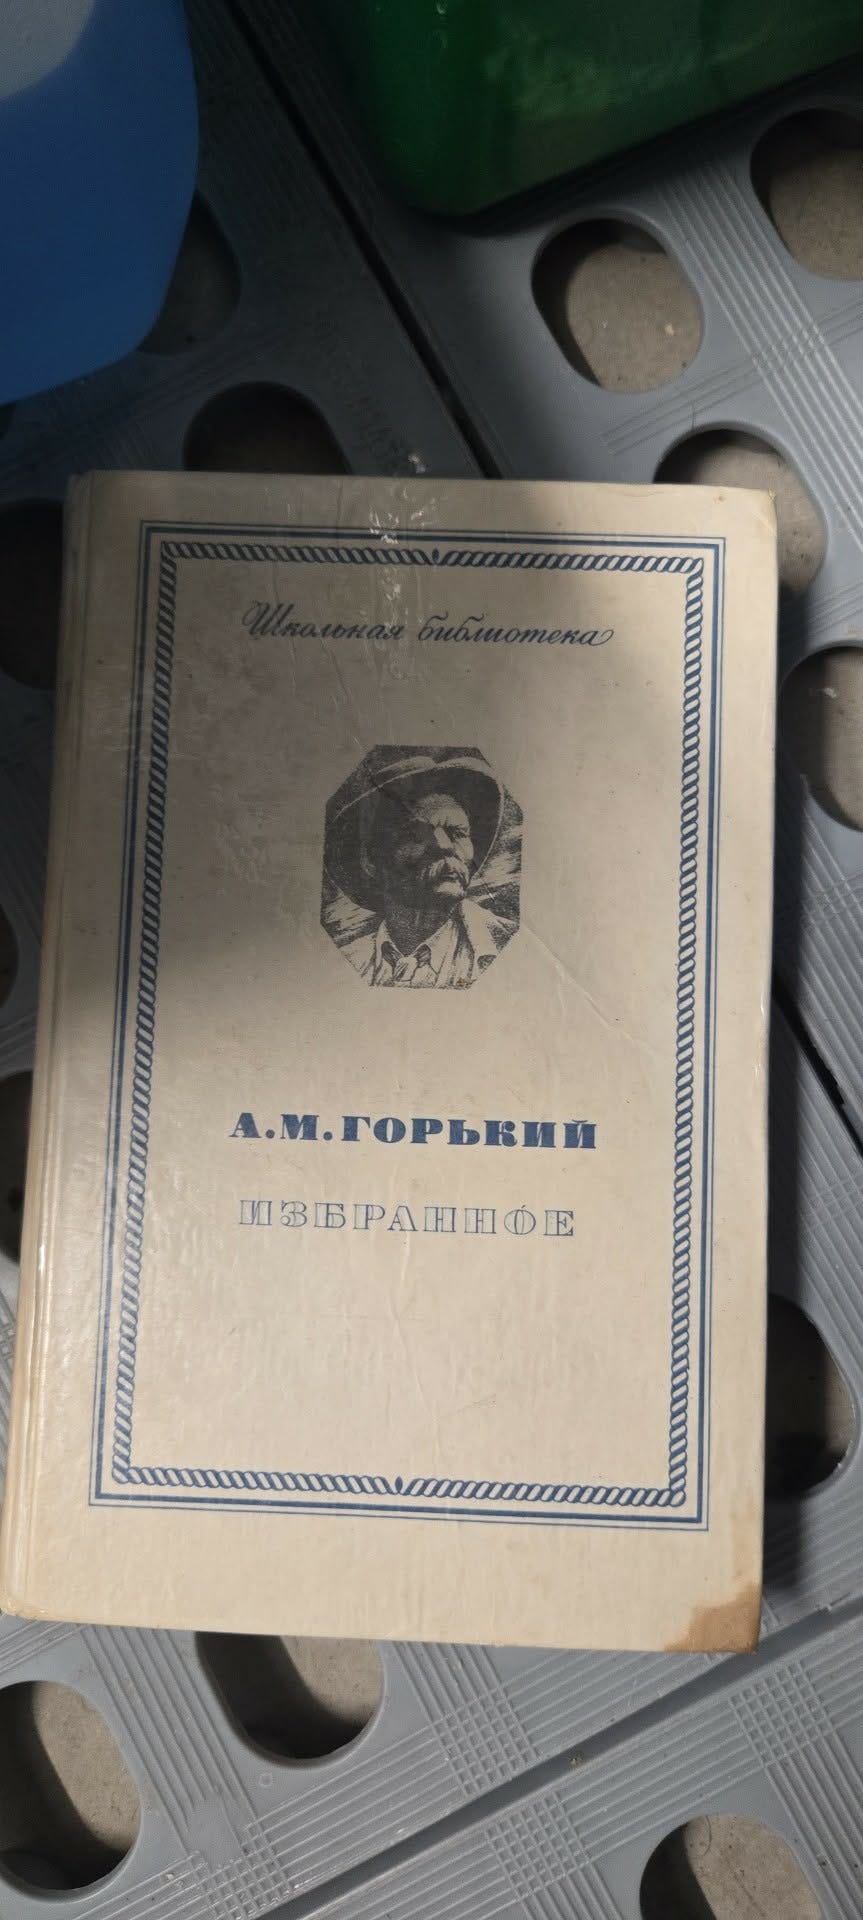 Школьная библиотека
А.М.ГОРЬКИЙ
ИЗБРАННОЕ